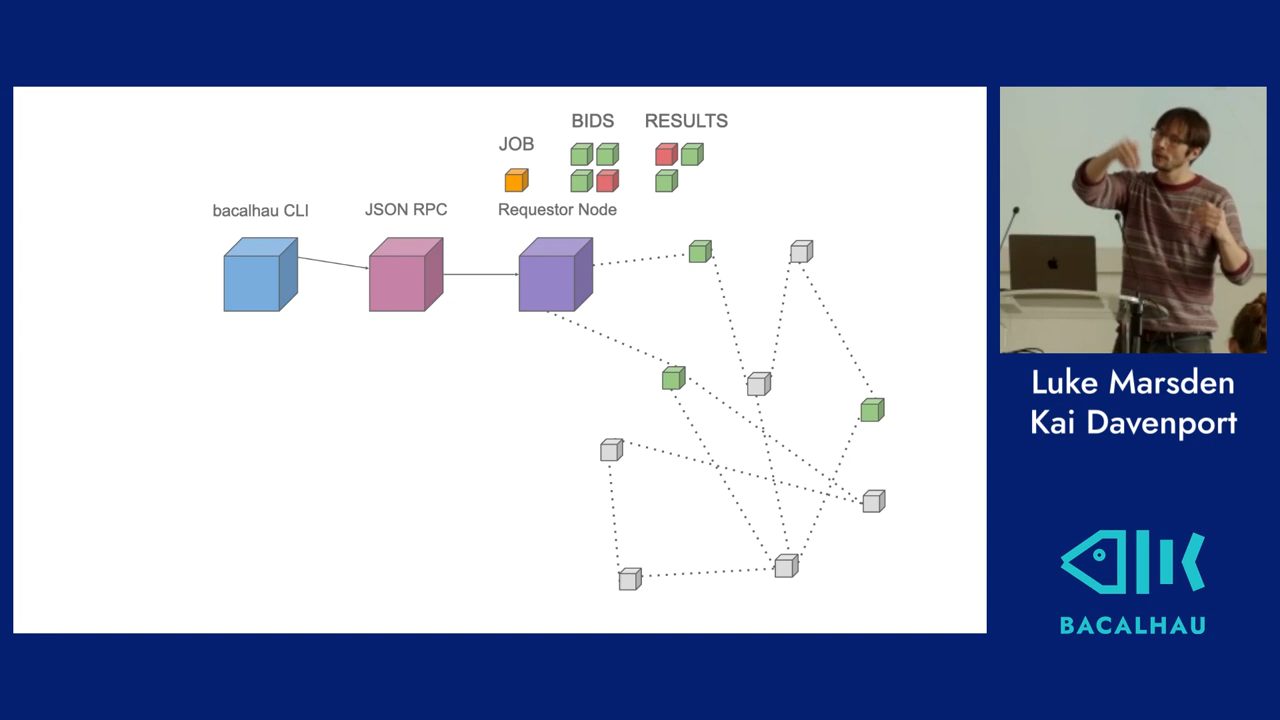 JOB
BIDS
RESULTS
bacalhau CLI
JSON RPC
Requestor Node
Luke Marsden
Kai Davenport
BACALHAU